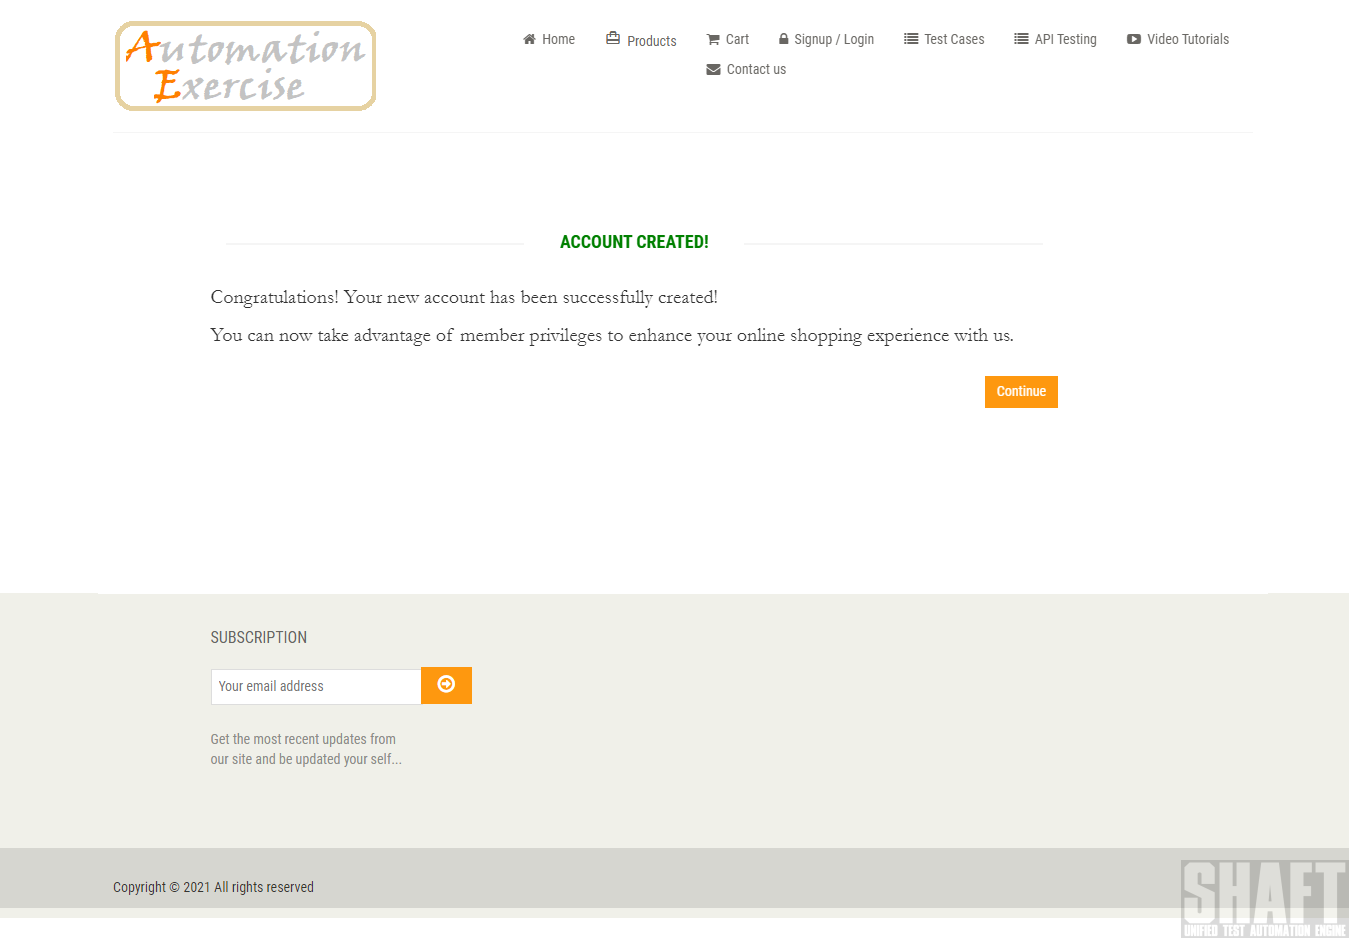 Automation
Exercise
Home
Products
Cart
Signup / Login
Test Cases
API Testing
Video Tutorials
Contact us
ACCOUNT CREATED!
Congratulations! Your new account has been successfully created!
You can now take advantage of member privileges to enhance your online shopping experience with us.
Continue
SUBSCRIPTION
Your email address
Get the most recent updates from
our site and be updated your self...
Copyright © 2021 All rights reserved
SHAFT
UNIFIED TEST AUTOMATION ENGINE